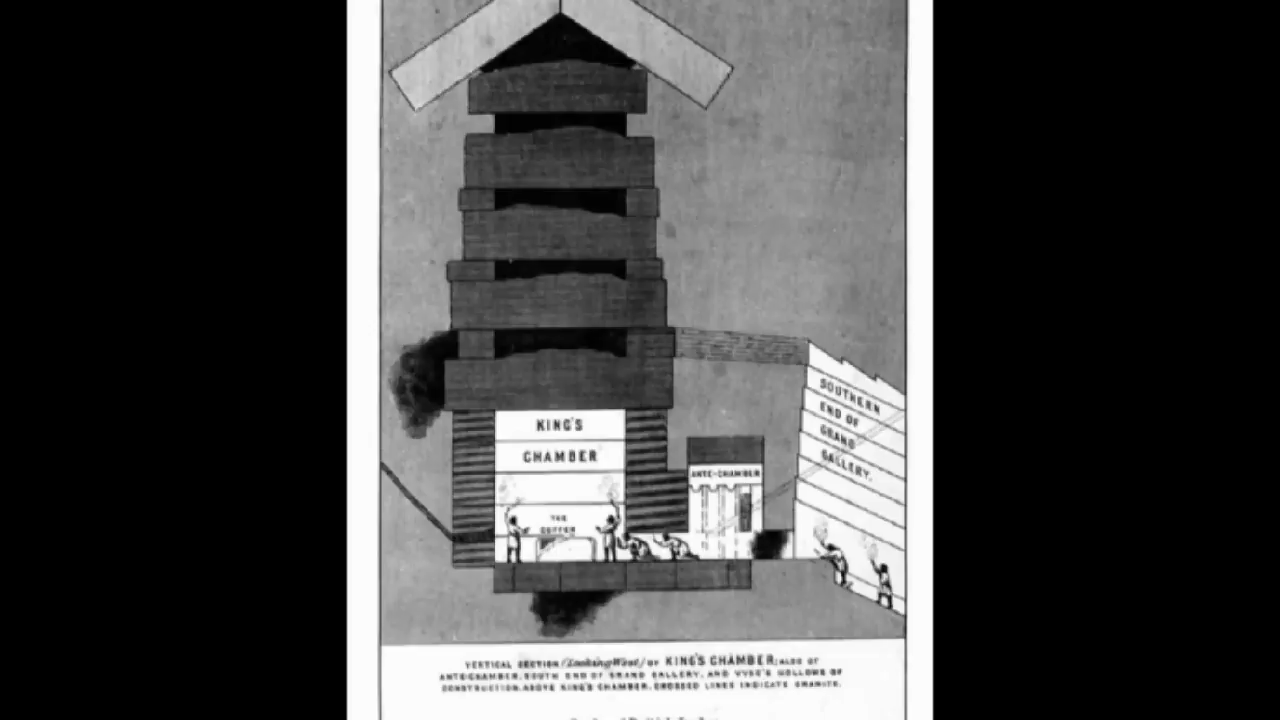 KING'S
CHAMBER
THE
COFFER
ANTE-CHAMBER
SOUTHERN
END OF
GRAND
GALLERY.
VERTICAL SECTION (Looking West) OF KING'S CHAMBER; ALSO OF
ANTECHAMBER, SOUTH END OF GRAND GALLERY, AND VYSE'S HOLLOWS OF
CONSTRUCTION, ABOVE KING'S CHAMBER. CROSSED LINES INDICATE GRANITE.